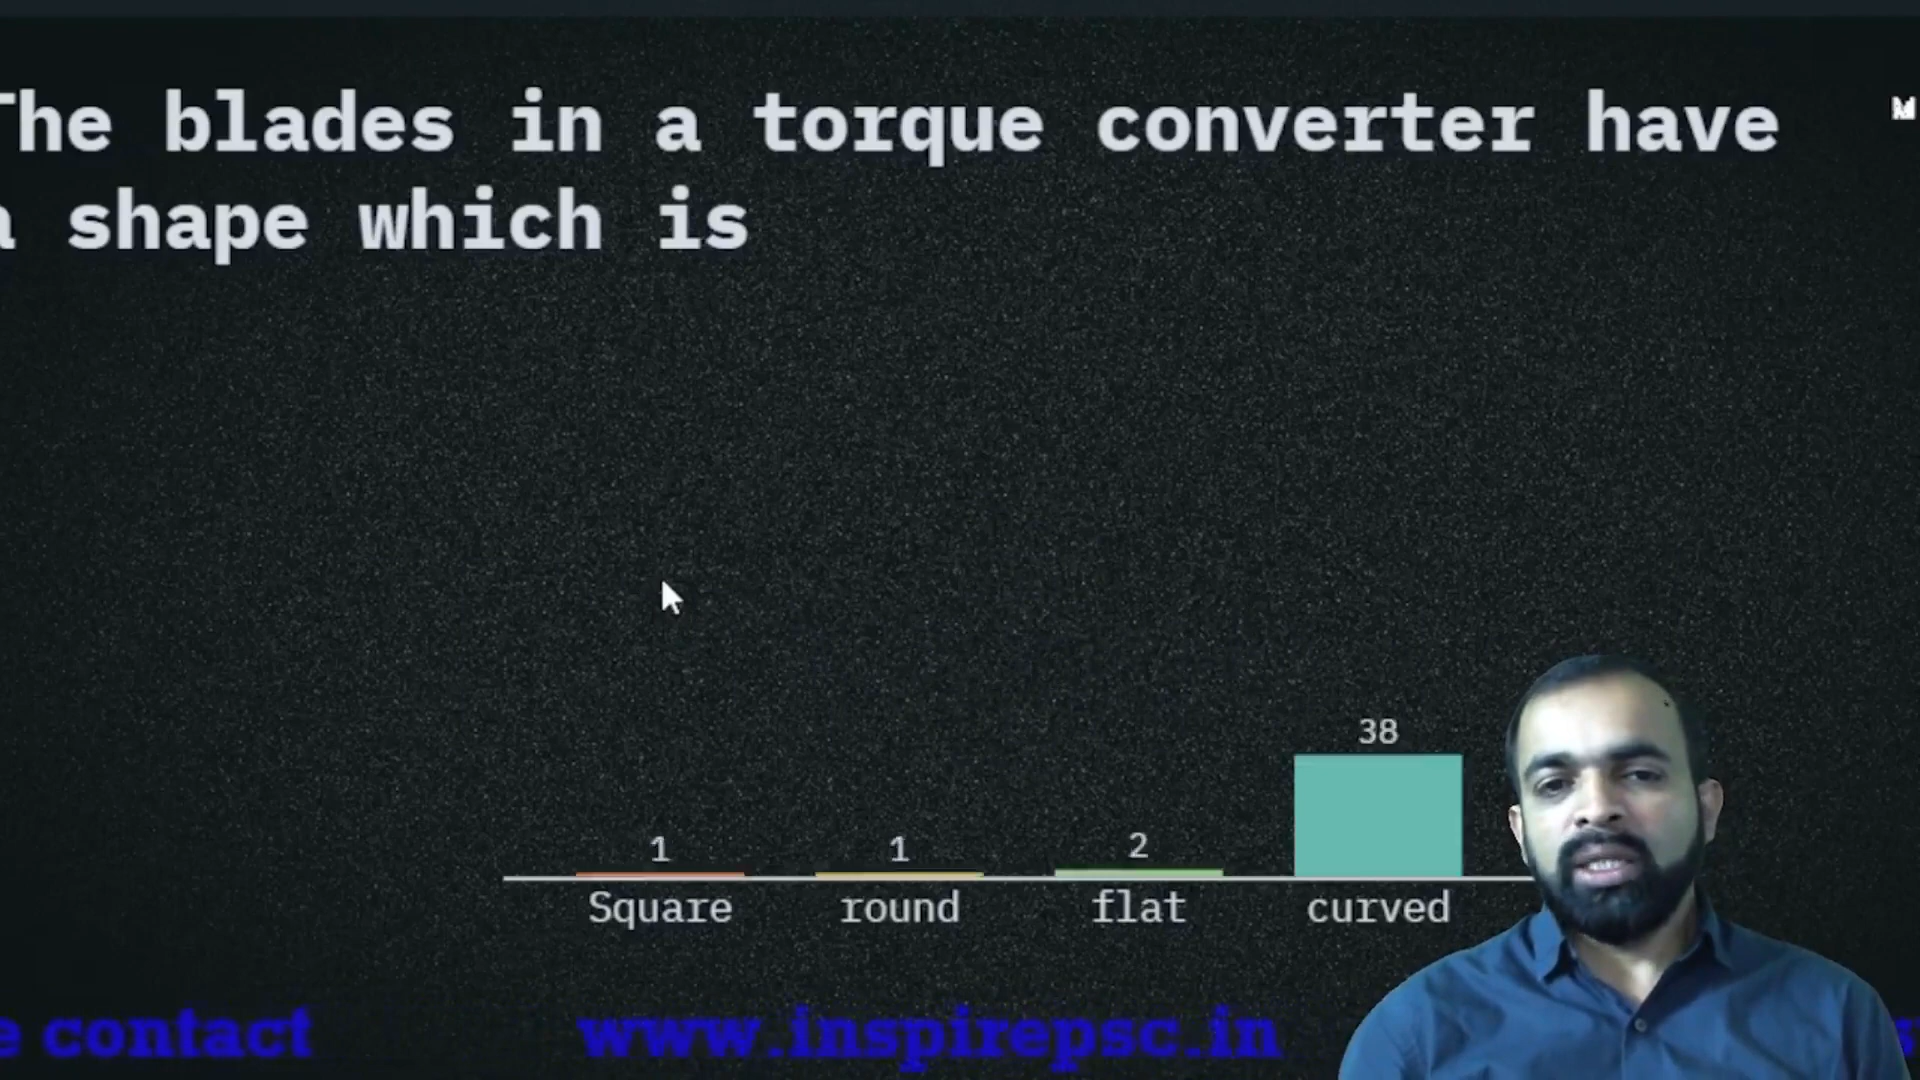 The blades in a torque converter have
a shape which is
38
1 1 2
Square round flat curved
contact www.inspirepsc.in